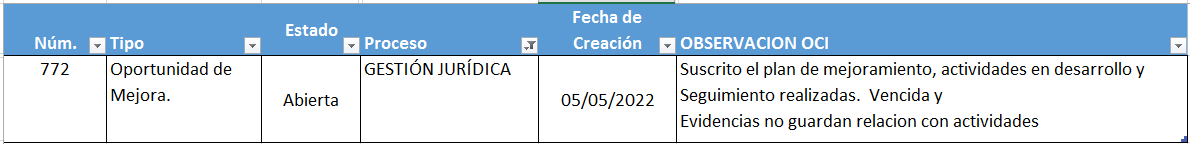 Núm. Tipo Estado Proceso Fecha de Creación OBSERVACION OCI
772 Oportunidad de Mejora. Abierta GESTIÓN JURÍDICA 05/05/2022 Suscrito el plan de mejoramiento, actividades en desarrollo y
Seguimiento realizadas.  Vencida y
Evidencias no guardan relacion con actividades